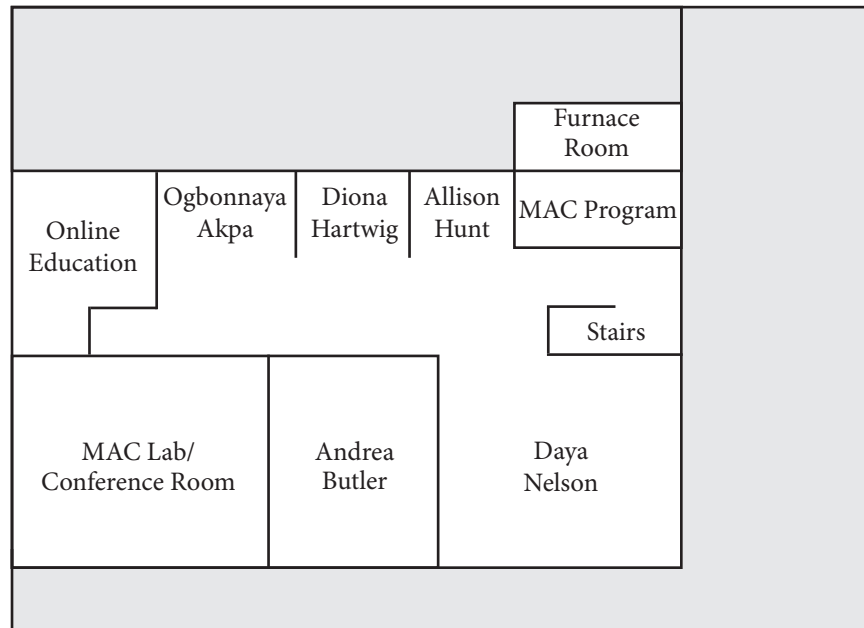 Furnace
Room
Ogbonnaya
Akpa
Diona
Hartwig
Allison
Hunt
MAC Program
Online
Education
Stairs
MAC Lab/
Conference Room
Andrea
Butler
Daya
Nelson